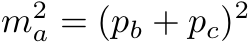 $m_a^2 = (p_b + p_c)^2$